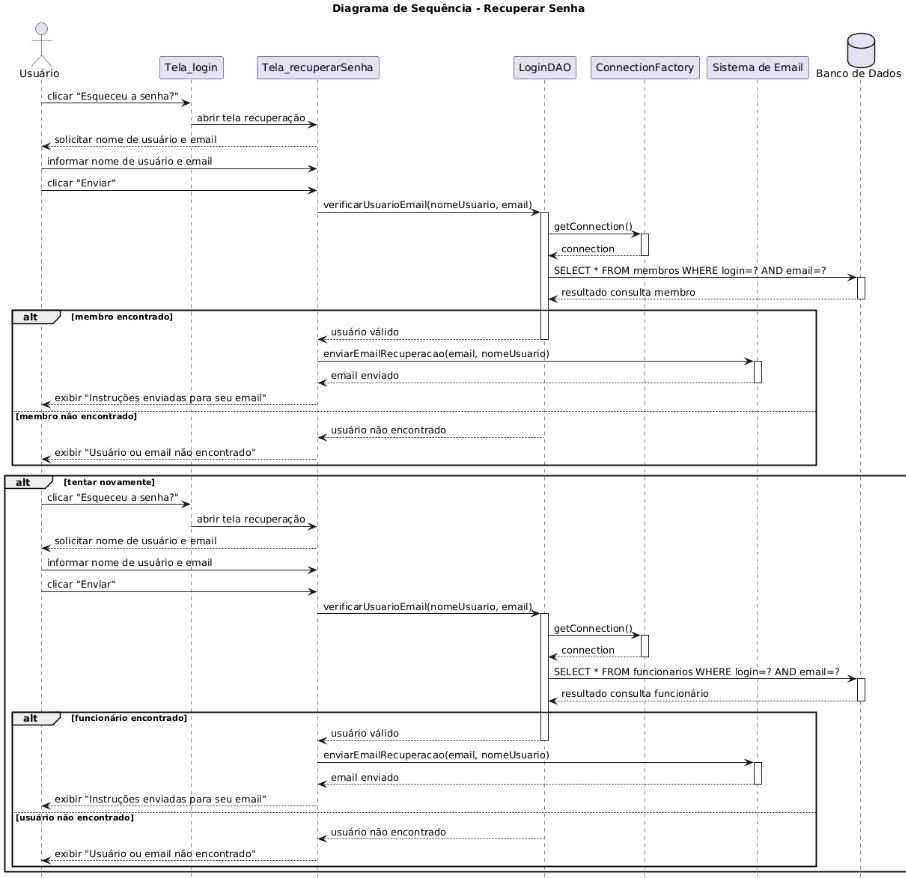 Diagrama de Sequência - Recuperar Senha
Usuário
Tela_login
Tela_recuperarSenha
LoginDAO
ConnectionFactory
Sistema de Email
Banco de Dados
clicar "Esqueceu a senha?"
abrir tela recuperação
solicitar nome de usuário e email
informar nome de usuário e email
clicar "Enviar"
verificarUsuarioEmail(nomeUsuario, email)
getConnection()
connection
SELECT * FROM membros WHERE login=? AND email=?
resultado consulta membro
alt
[membro encontrado]
usuário válido
enviarEmailRecuperacao(email, nomeUsuario)
email enviado
exibir "Instruções enviadas para seu email"
[membro não encontrado]
usuário não encontrado
exibir "Usuário ou email não encontrado"
alt
[tentar novamente]
clicar "Esqueceu a senha?"
abrir tela recuperação
solicitar nome de usuário e email
informar nome de usuário e email
clicar "Enviar"
verificarUsuarioEmail(nomeUsuario, email)
getConnection()
connection
SELECT * FROM funcionarios WHERE login=? AND email=?
resultado consulta funcionário
alt
[funcionário encontrado]
usuário válido
enviarEmailRecuperacao(email, nomeUsuario)
email enviado
exibir "Instruções enviadas para seu email"
[usuário não encontrado]
usuário não encontrado
exibir "Usuário ou email não encontrado"